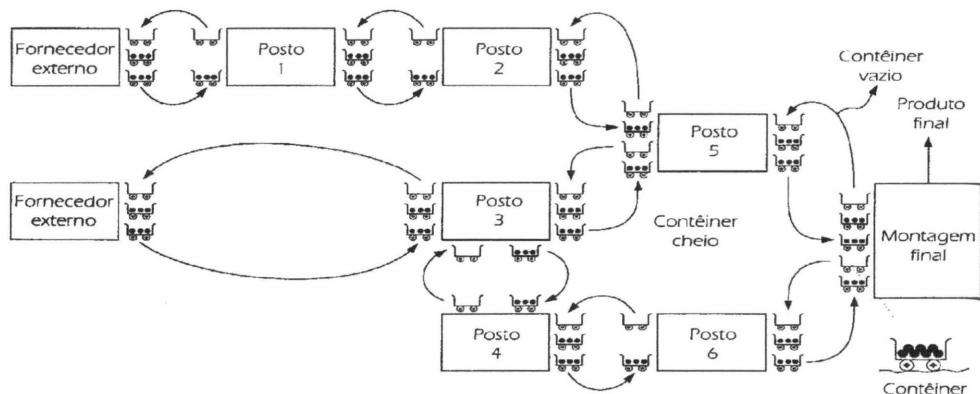 Fornecedor
externo
Posto
1
Posto
2
Contêiner
vazio
Produto
final
Posto
5
Fornecedor
externo
Posto
3
Contêiner
cheio
Montagem
final
Posto
4
Posto
6
Contêiner